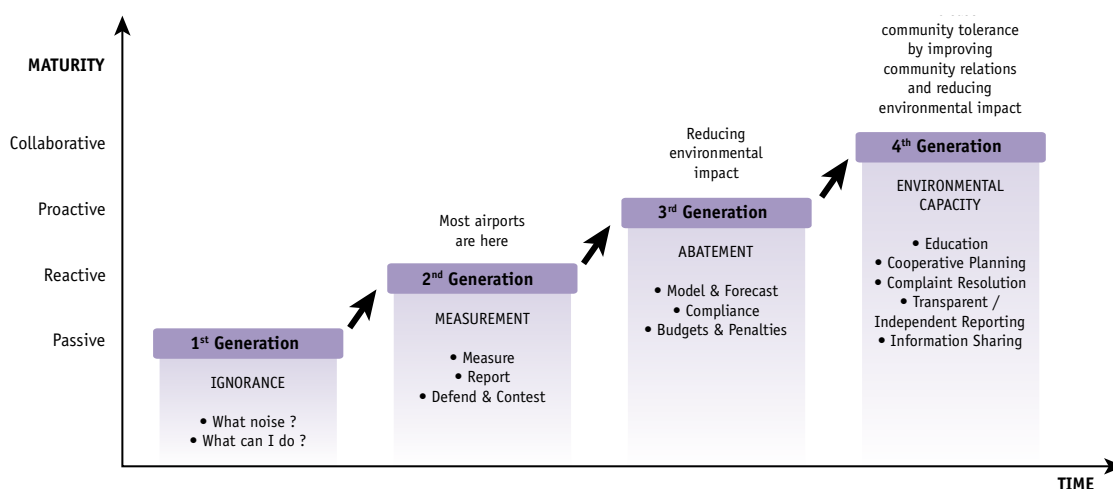 community tolerance
by improving
community relations
and reducing
environmental impact
MATURITY
Collaborative
Proactive
Reactive
Passive
Reducing
environmental
impact
Most airports
are here
4th Generation
ENVIRONMENTAL
CAPACITY
• Education
• Cooperative Planning
• Complaint Resolution
• Transparent /
Independent Reporting
• Information Sharing
3rd Generation
ABATEMENT
• Model & Forecast
• Compliance
• Budgets & Penalties
2nd Generation
MEASUREMENT
• Measure
• Report
• Defend & Contest
1st Generation
IGNORANCE
• What noise ?
• What can I do ?
TIME